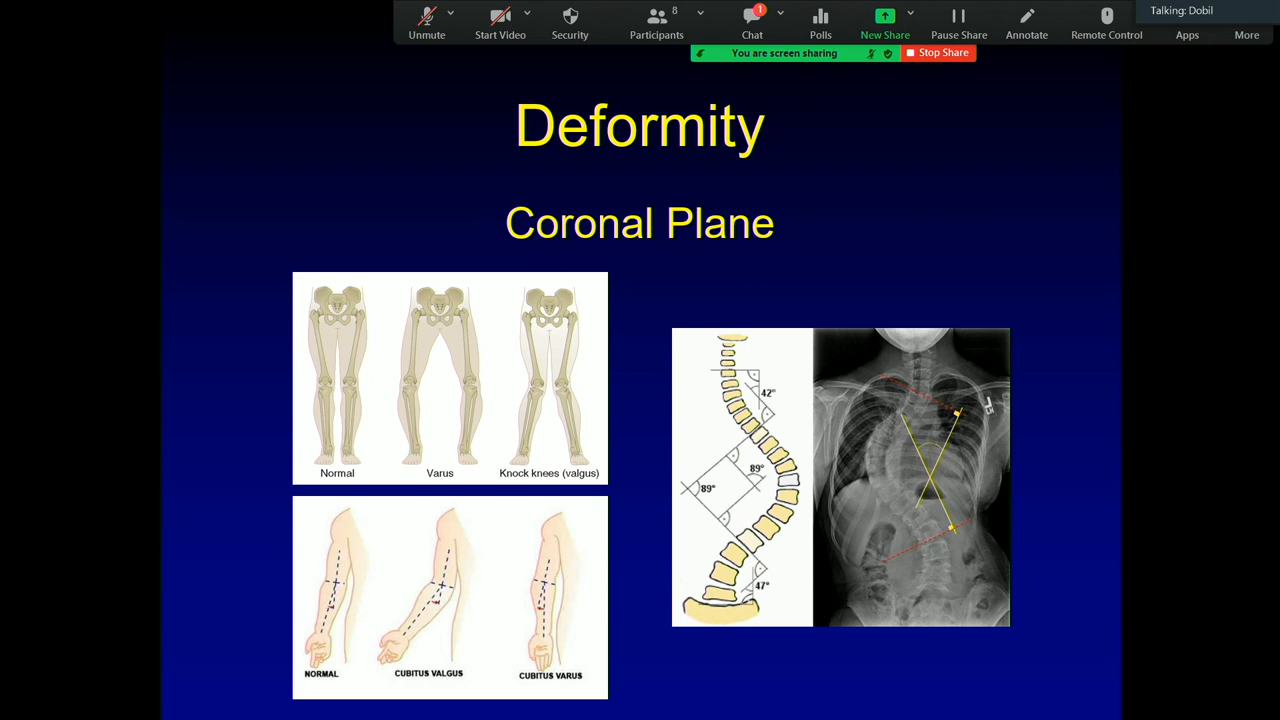 Talking: Dobil
Unmute
Start Video
Security
Participants
8
Chat
1
Polls
New Share
Pause Share
Annotate
Remote Control
Apps
More
You are screen sharing
Stop Share
Deformity
Coronal Plane
Normal
Varus
Knock knees (valgus)
NORMAL
CUBITUS VALGUS
CUBITUS VARUS
42°
89°
89°
47°